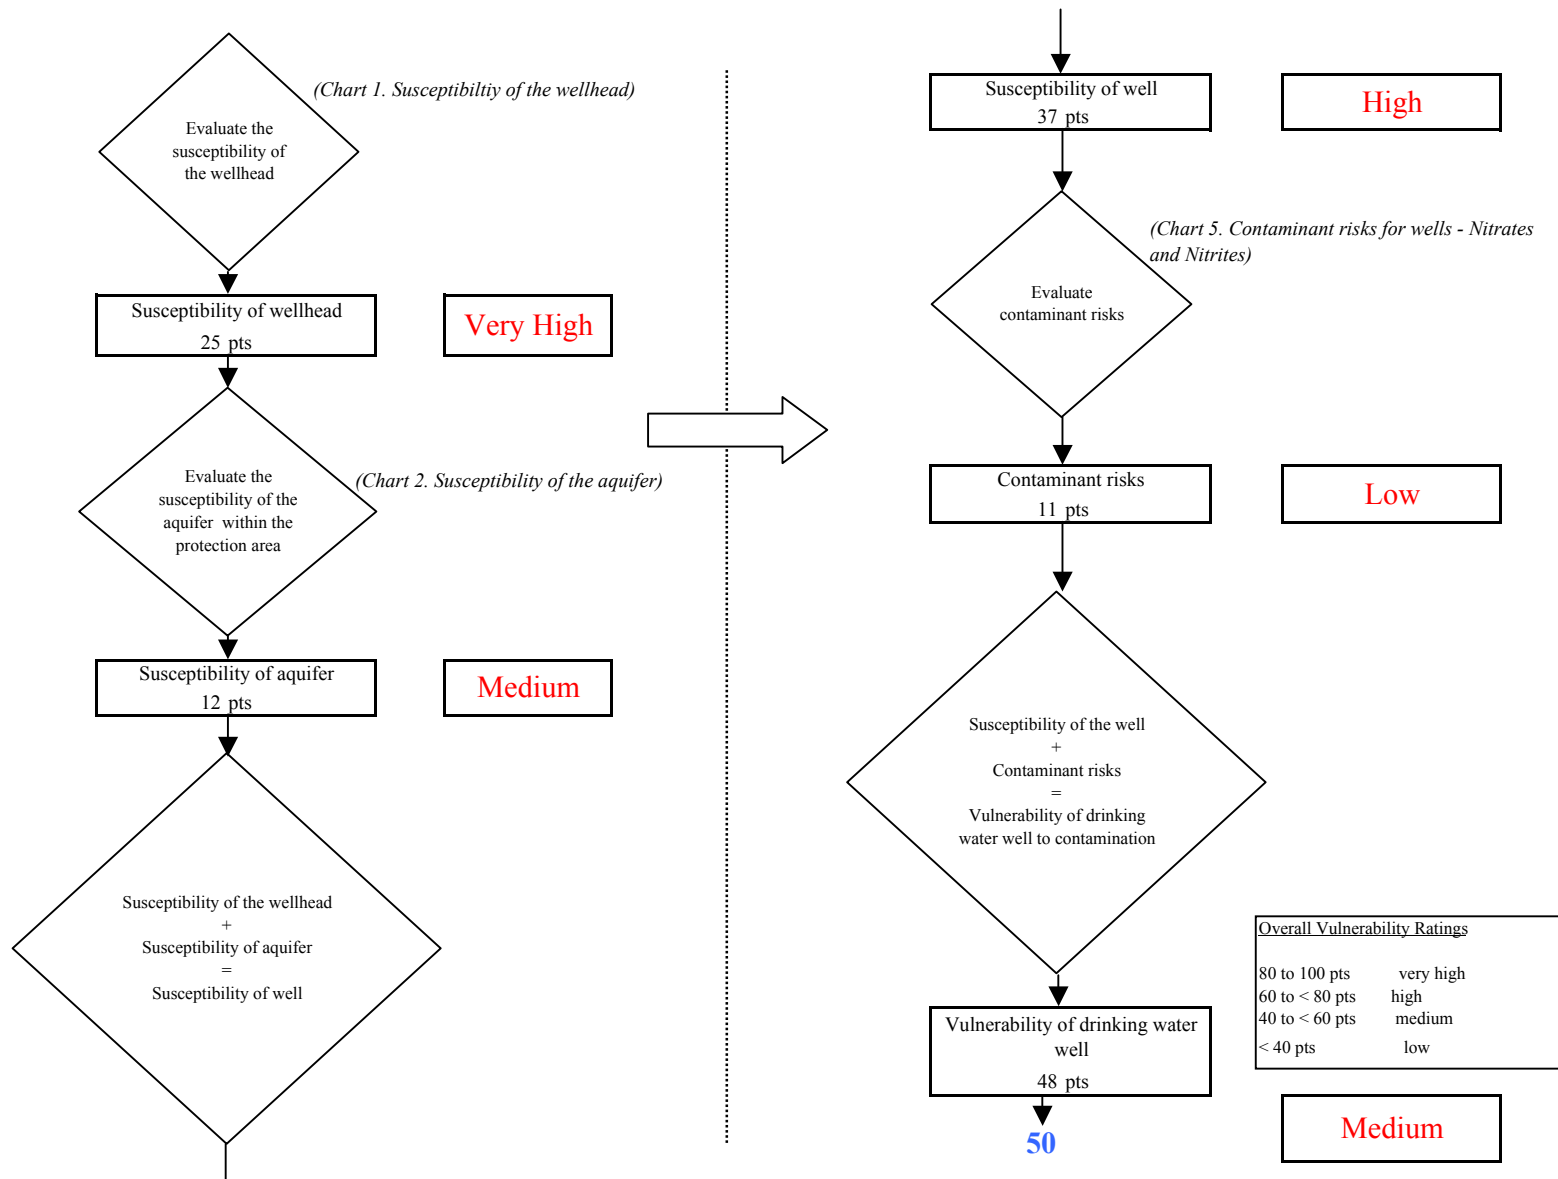 (Chart 1. Susceptibiltiy of the wellhead)
Evaluate the
susceptibility of
the wellhead
Susceptibility of wellhead
25 pts
Very High
(Chart 2. Susceptibility of the aquifer)
Evaluate the
susceptibility of the
aquifer within the
protection area
Susceptibility of aquifer
12 pts
Medium
Susceptibility of the wellhead
+
Susceptibility of aquifer
=
Susceptibility of well
Susceptibility of well
37 pts
High
(Chart 5. Contaminant risks for wells - Nitrates
and Nitrites)
Evaluate
contaminant risks
Contaminant risks
11 pts
Low
Susceptibility of the well
+
Contaminant risks
=
Vulnerability of drinking
water well to contamination
Overall Vulnerability Ratings
80 to 100 pts very high
60 to < 80 pts high
40 to < 60 pts medium
< 40 pts low
Vulnerability of drinking water
well
48 pts
50
Medium